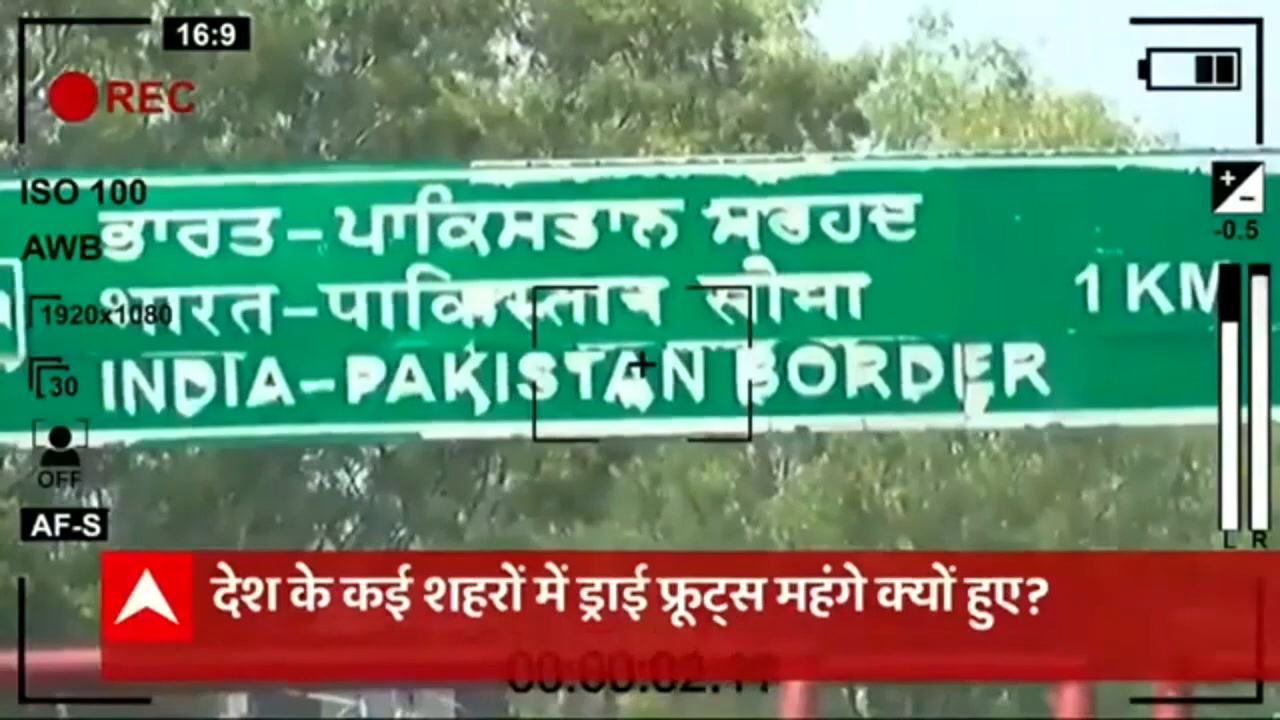 16:9
REC
ISO 100
AWB
ਭਾਰਤ-ਪਾਕਿਸਤਾਨ ਸਰਹਦ
भारत-पाकिस्तान सीमा
1 KM
1920x1080
INDIA-PAKISTAN BORDER
30
-0.5
OFF
AF-S
L R
देश के कई शहरों में ड्राई फ्रूट्स महंगे क्यों हुए?